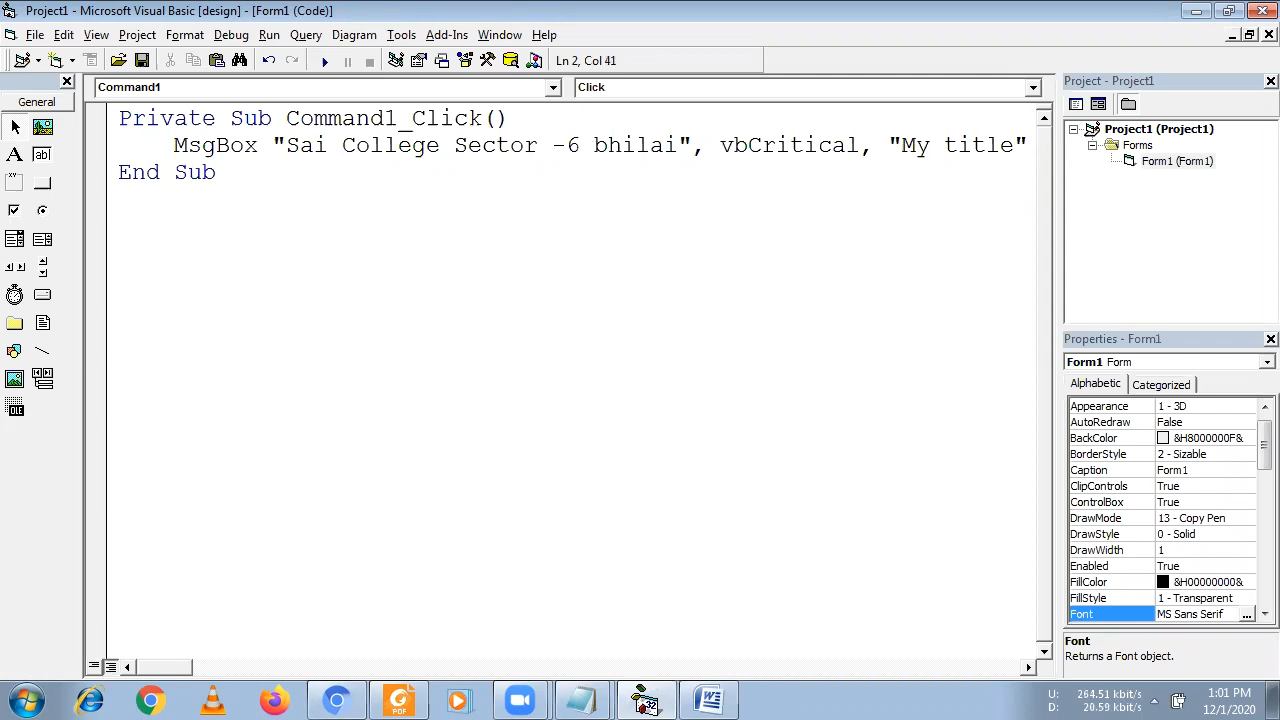 Project1 - Microsoft Visual Basic [design] - [Form1 (Code)]
File Edit View Project Format Debug Run Query Diagram Tools Add-Ins Window Help
Ln 2, Col 41
General
Command1 Click
Private Sub Command1_Click()
MsgBox "Sai College Sector -6 bhilai", vbCritical, "My title"
End Sub
A
ab|
OLE
Project - Project1
Project1 (Project1)
Forms
Form1 (Form1)
Properties - Form1
Form1 Form
Alphabetic Categorized
Appearance 1 - 3D
AutoRedraw False
BackColor &H8000000F&
BorderStyle 2 - Sizable
Caption Form1
ClipControls True
ControlBox True
DrawMode 13 - Copy Pen
DrawStyle 0 - Solid
DrawWidth 1
Enabled True
FillColor &H00000000&
FillStyle 1 - Transparent
Font MS Sans Serif ...
Font
Returns a Font object.
PDF
32
U: 264.51 kbit/s
D: 20.59 kbit/s
1:01 PM
12/1/2020